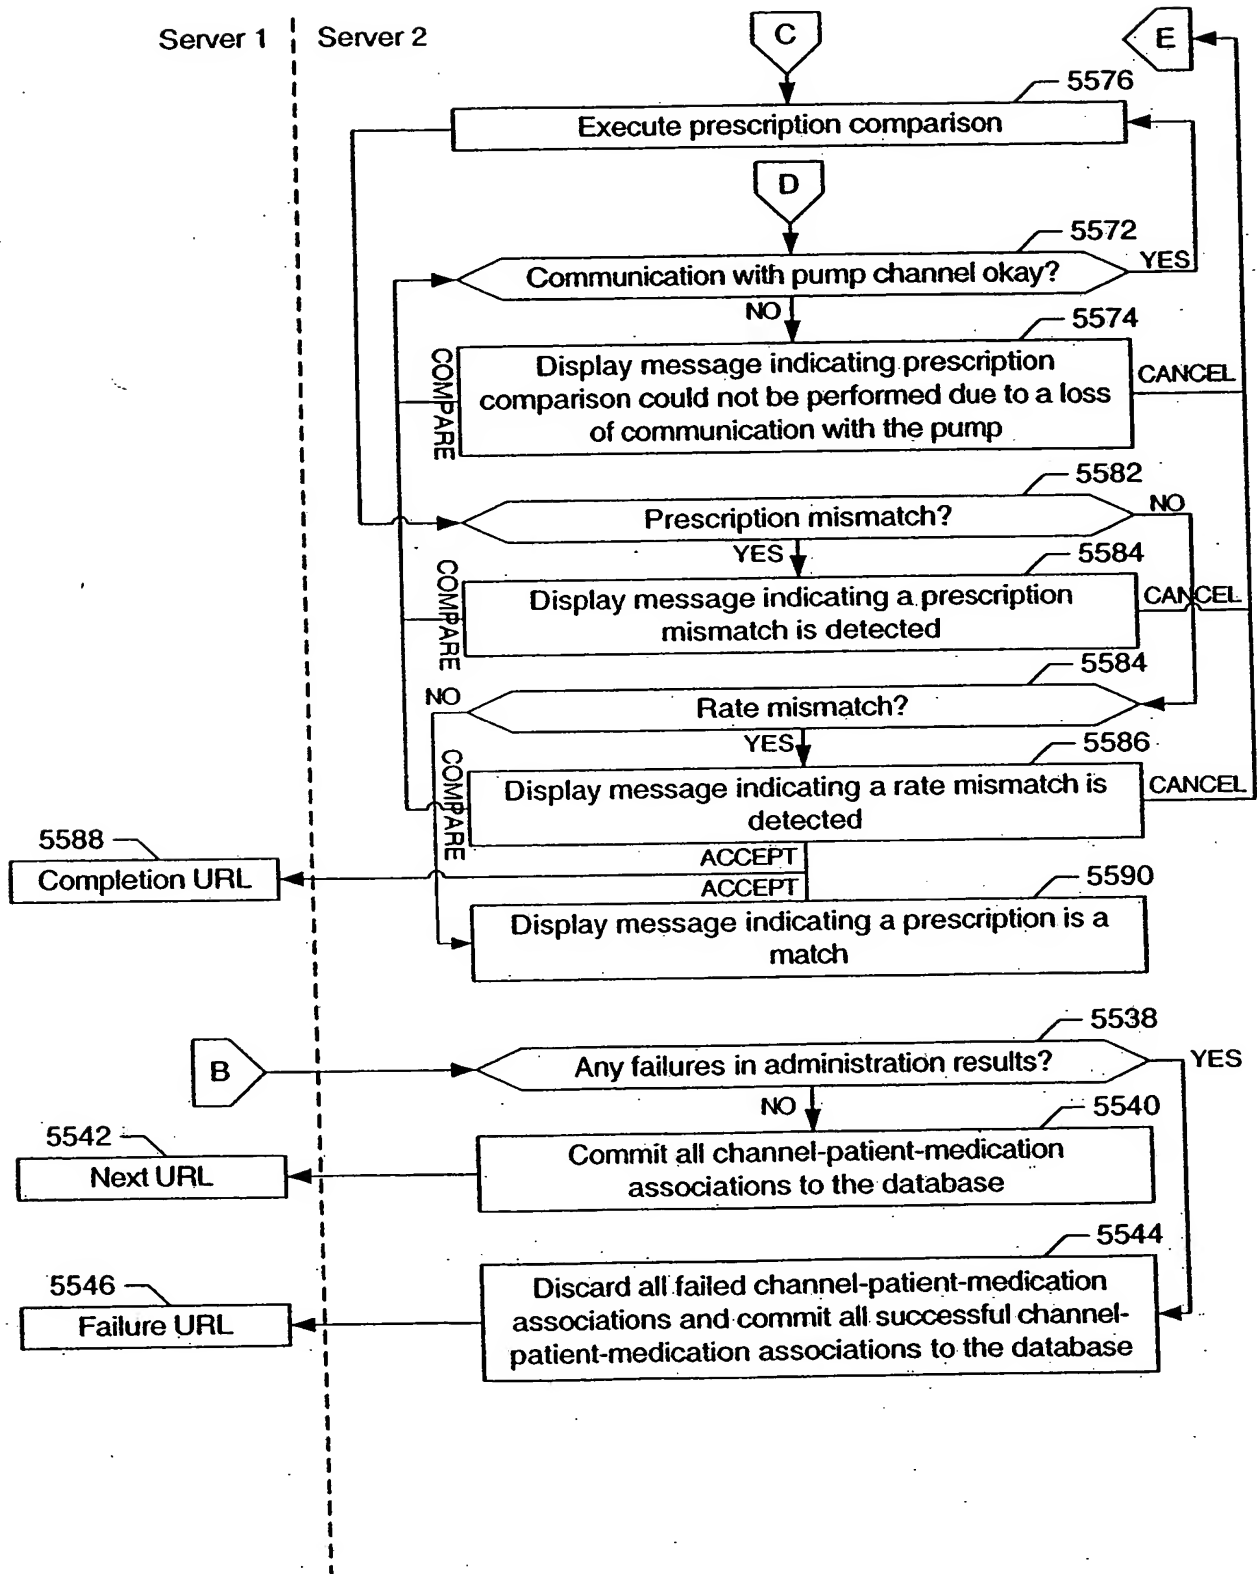 Server 1
Server 2
C
E
5576
Execute prescription comparison
D
5572
Communication with pump channel okay?
YES
NO
5574
COMPARE
Display message indicating prescription
comparison could not be performed due to a loss
of communication with the pump
CANCEL
5582
Prescription mismatch?
NO
YES
5584
COMPARE
Display message indicating a prescription
mismatch is detected
CANCEL
5584
NO
Rate mismatch?
YES
5586
COMPARE
Display message indicating a rate mismatch is
detected
CANCEL
5588
Completion URL
ACCEPT
ACCEPT
5590
Display message indicating a prescription is a
match
5538
B
Any failures in administration results?
YES
NO
5540
5542
Next URL
Commit all channel-patient-medication
associations to the database
5544
5546
Failure URL
Discard all failed channel-patient-medication
associations and commit all successful channel-
patient-medication associations to the database